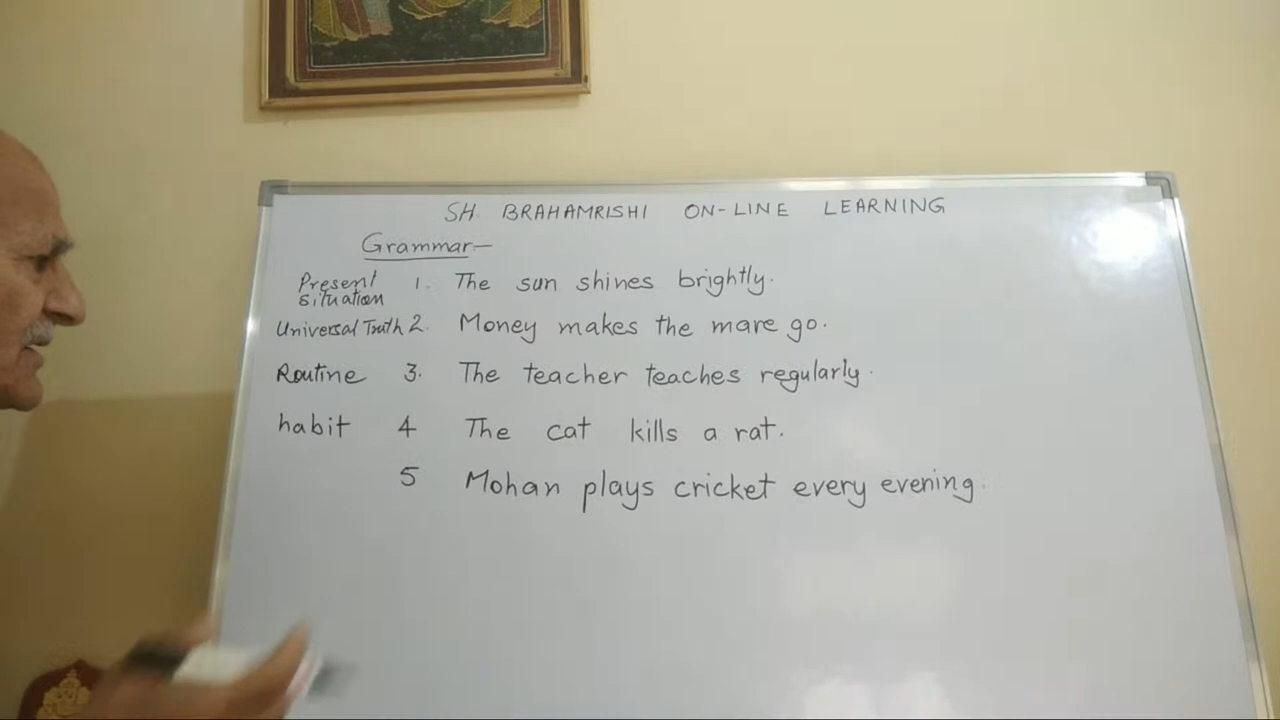 SH. BRAHAMRISHI ON-LINE LEARNING
Grammar—
Present situation 1. The sun shines brightly.
Universal Truth 2. Money makes the mare go.
Routine 3. The teacher teaches regularly.
habit 4 The cat kills a rat.
5 Mohan plays cricket every evening.